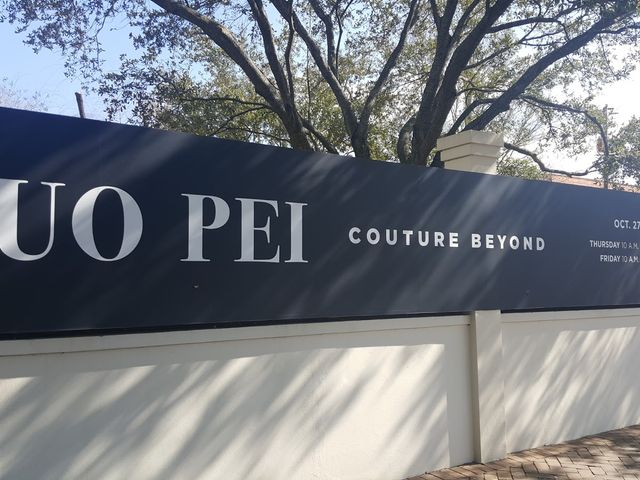 UO PEI COUTURE BEYOND
OCT. 27
THURSDAY 10 A.M.
FRIDAY 10 A.M.